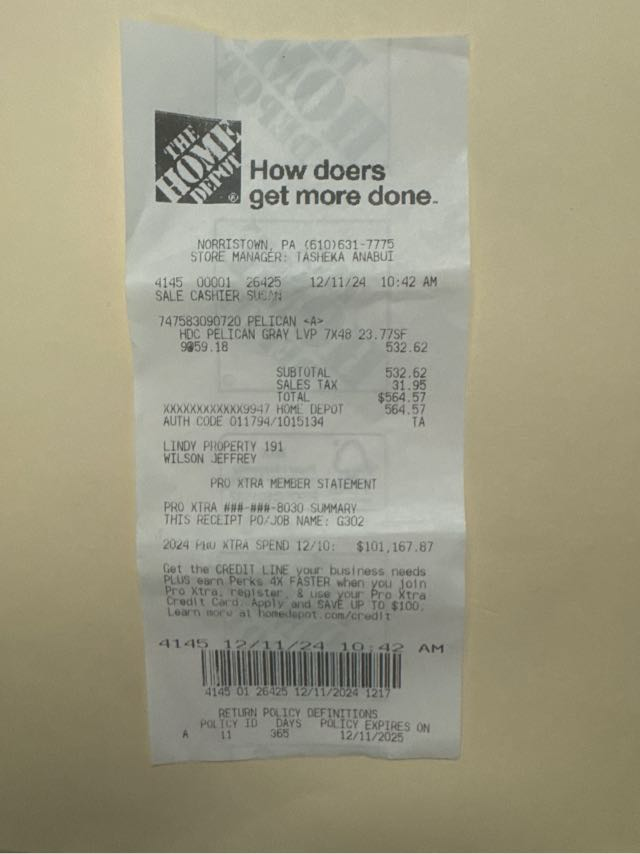 THE
HOME
DEPOT
How doers
get more done.
NORRISTOWN, PA (610)631-7775
STORE MANAGER: TASHEKA ANABUI
4145 00001 26425 12/11/24 10:42 AM
SALE CASHIER SUSAN
747583090720 PELICAN <A>
HDC PELICAN GRAY LVP 7X48 23.77SF
9@59.18 532.62
SUBTOTAL 532.62
SALES TAX 31.95
TOTAL $564.57
XXXXXXXXXXXX9947 HOME DEPOT 564.57
AUTH CODE 011794/1015134 TA
LINDY PROPERTY 191
WILSON JEFFREY
PRO XTRA MEMBER STATEMENT
PRO XTRA ###-###-8030 SUMMARY
THIS RECEIPT PO/JOB NAME: G302
2024 PRO XTRA SPEND 12/10: $101,167.87
Get the CREDIT LINE your business needs
PLUS earn Perks 4X FASTER when you join
Pro Xtra, register, & use your Pro Xtra
Credit Card. Apply and SAVE UP TO $100.
Learn more at homedepot.com/credit
4145 12/11/24 10:42 AM
4145 01 26425 12/11/2024 1217
RETURN POLICY DEFINITIONS
POLICY ID DAYS POLICY EXPIRES ON
A 11 365 12/11/2025